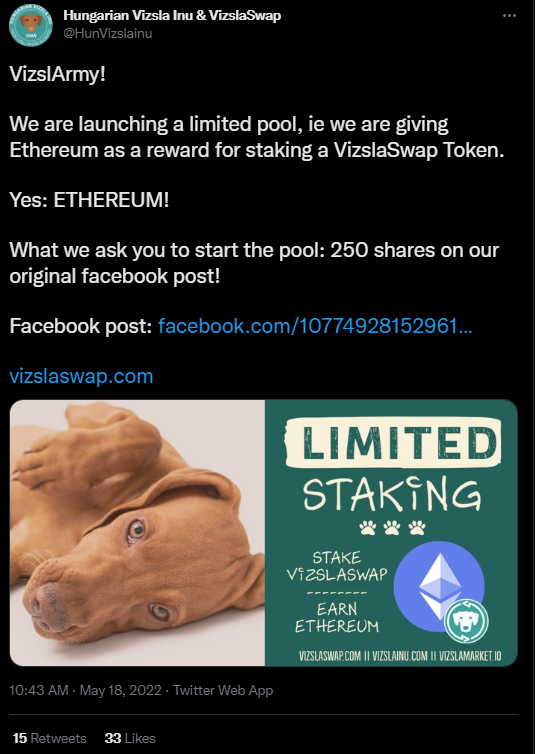 Hungarian Vizsla Inu & VizslaSwap
@HunVizslainu
VizslArmy!
We are launching a limited pool, ie we are giving
Ethereum as a reward for staking a VizslaSwap Token.
Yes: ETHEREUM!
What we ask you to start the pool: 250 shares on our
original facebook post!
Facebook post: facebook.com/10774928152961...
vizslaswap.com
LIMITED
STAKING
STAKE
VIZSLASWAP
--------
EARN
ETHEREUM
VIZSLASWAP.COM II VIZSLAINU.COM II VIZSLAMARKET.IO
10:43 AM · May 18, 2022 · Twitter Web App
15 Retweets 33 Likes